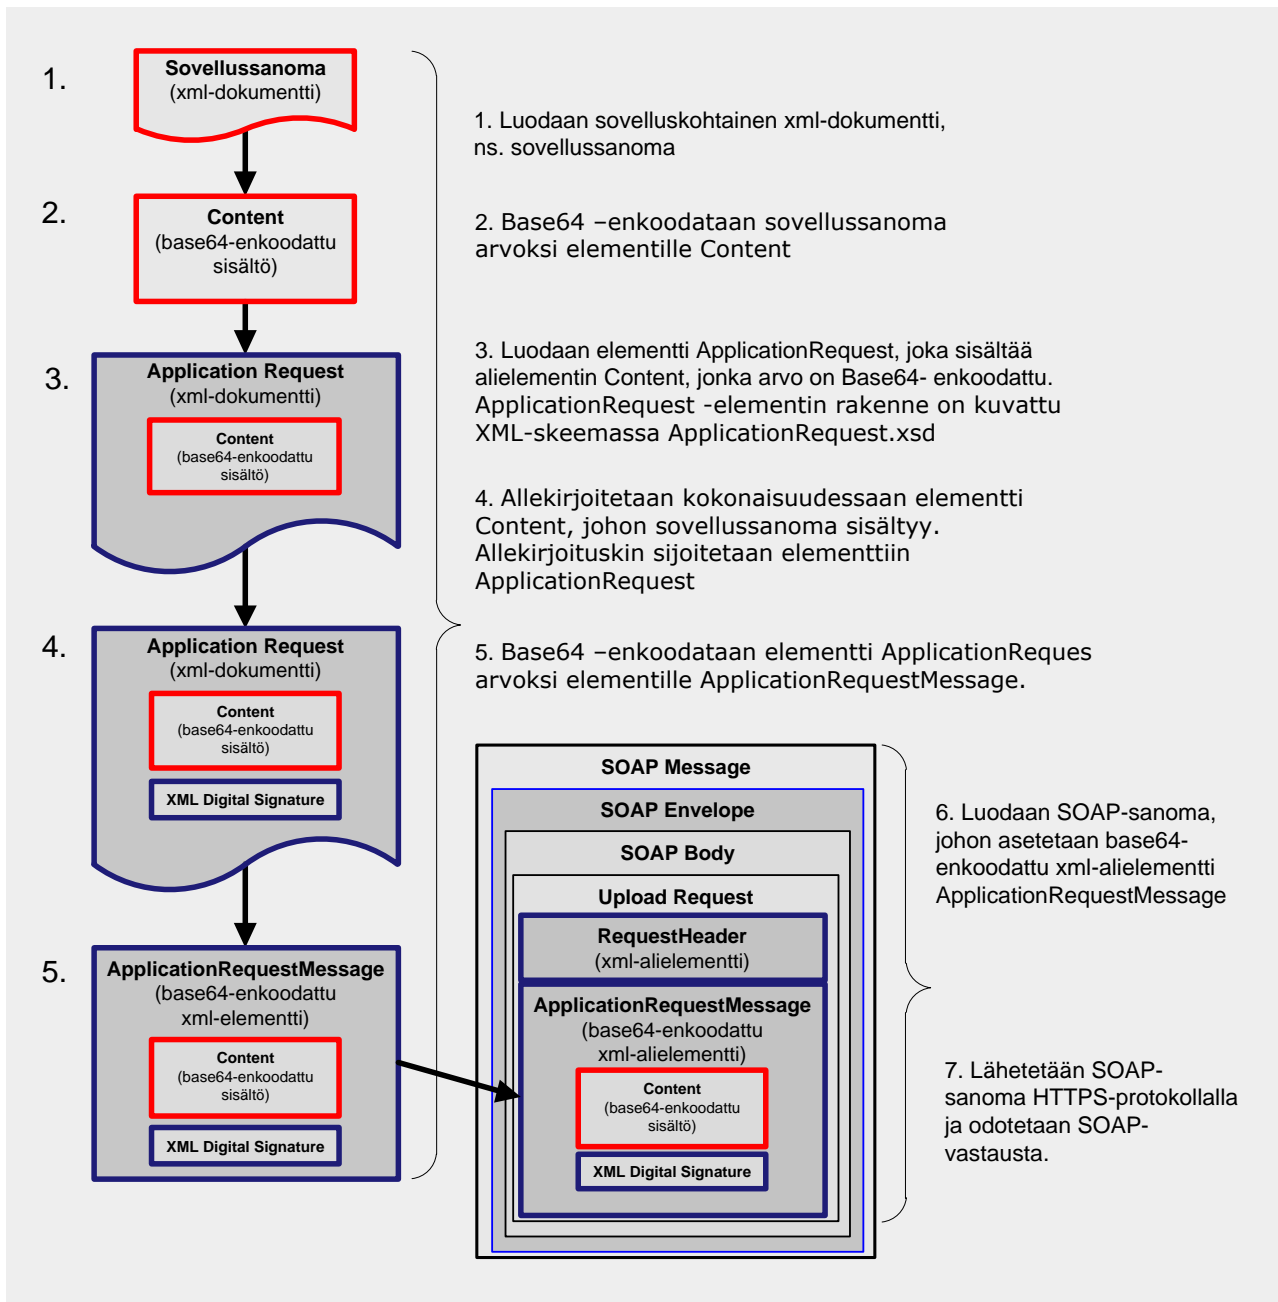 1.
Sovellussanoma
(xml-dokumentti)
1. Luodaan sovelluskohtainen xml-dokumentti,
ns. sovellussanoma
2.
Content
(base64-enkoodattu
sisältö)
2. Base64 –enkoodataan sovellussanoma
arvoksi elementille Content
3.
Application Request
(xml-dokumentti)
Content
(base64-enkoodattu
sisältö)
3. Luodaan elementti ApplicationRequest, joka sisältää
alielementin Content, jonka arvo on Base64- enkoodattu.
ApplicationRequest -elementin rakenne on kuvattu
XML-skeemassa ApplicationRequest.xsd
4. Allekirjoitetaan kokonaisuudessaan elementti
Content, johon sovellussanoma sisältyy.
Allekirjoituskin sijoitetaan elementtiin
ApplicationRequest
4.
Application Request
(xml-dokumentti)
Content
(base64-enkoodattu
sisältö)
XML Digital Signature
5. Base64 –enkoodataan elementti ApplicationReques
arvoksi elementille ApplicationRequestMessage.
5.
ApplicationRequestMessage
(base64-enkoodattu
xml-elementti)
Content
(base64-enkoodattu
sisältö)
XML Digital Signature
SOAP Message
SOAP Envelope
SOAP Body
Upload Request
RequestHeader
(xml-alielementti)
ApplicationRequestMessage
(base64-enkoodattu
xml-alielementti)
Content
(base64-enkoodattu
sisältö)
XML Digital Signature
6. Luodaan SOAP-sanoma,
johon asetetaan base64-
enkoodattu xml-alielementti
ApplicationRequestMessage
7. Lähetetään SOAP-
sanoma HTTPS-protokollalla
ja odotetaan SOAP-
vastausta.